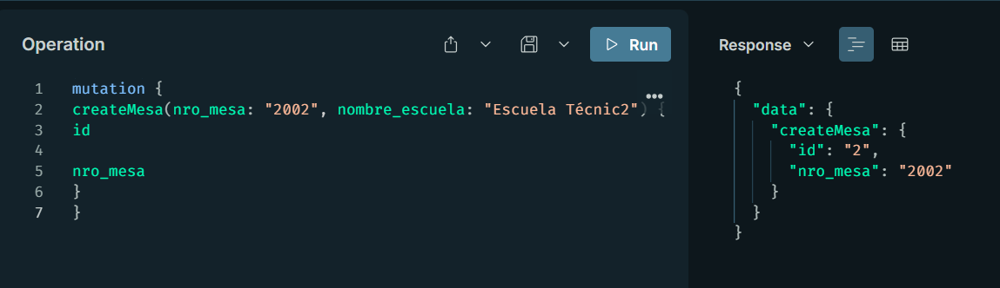 Operation
Run
1 mutation {
2 createMesa(nro_mesa: "2002", nombre_escuela: "Escuela Técnic2") {
3 id
4
5 nro_mesa
6 }
7 }
Response
{
"data": {
"createMesa": {
"id": "2",
"nro_mesa": "2002"
}
}
}